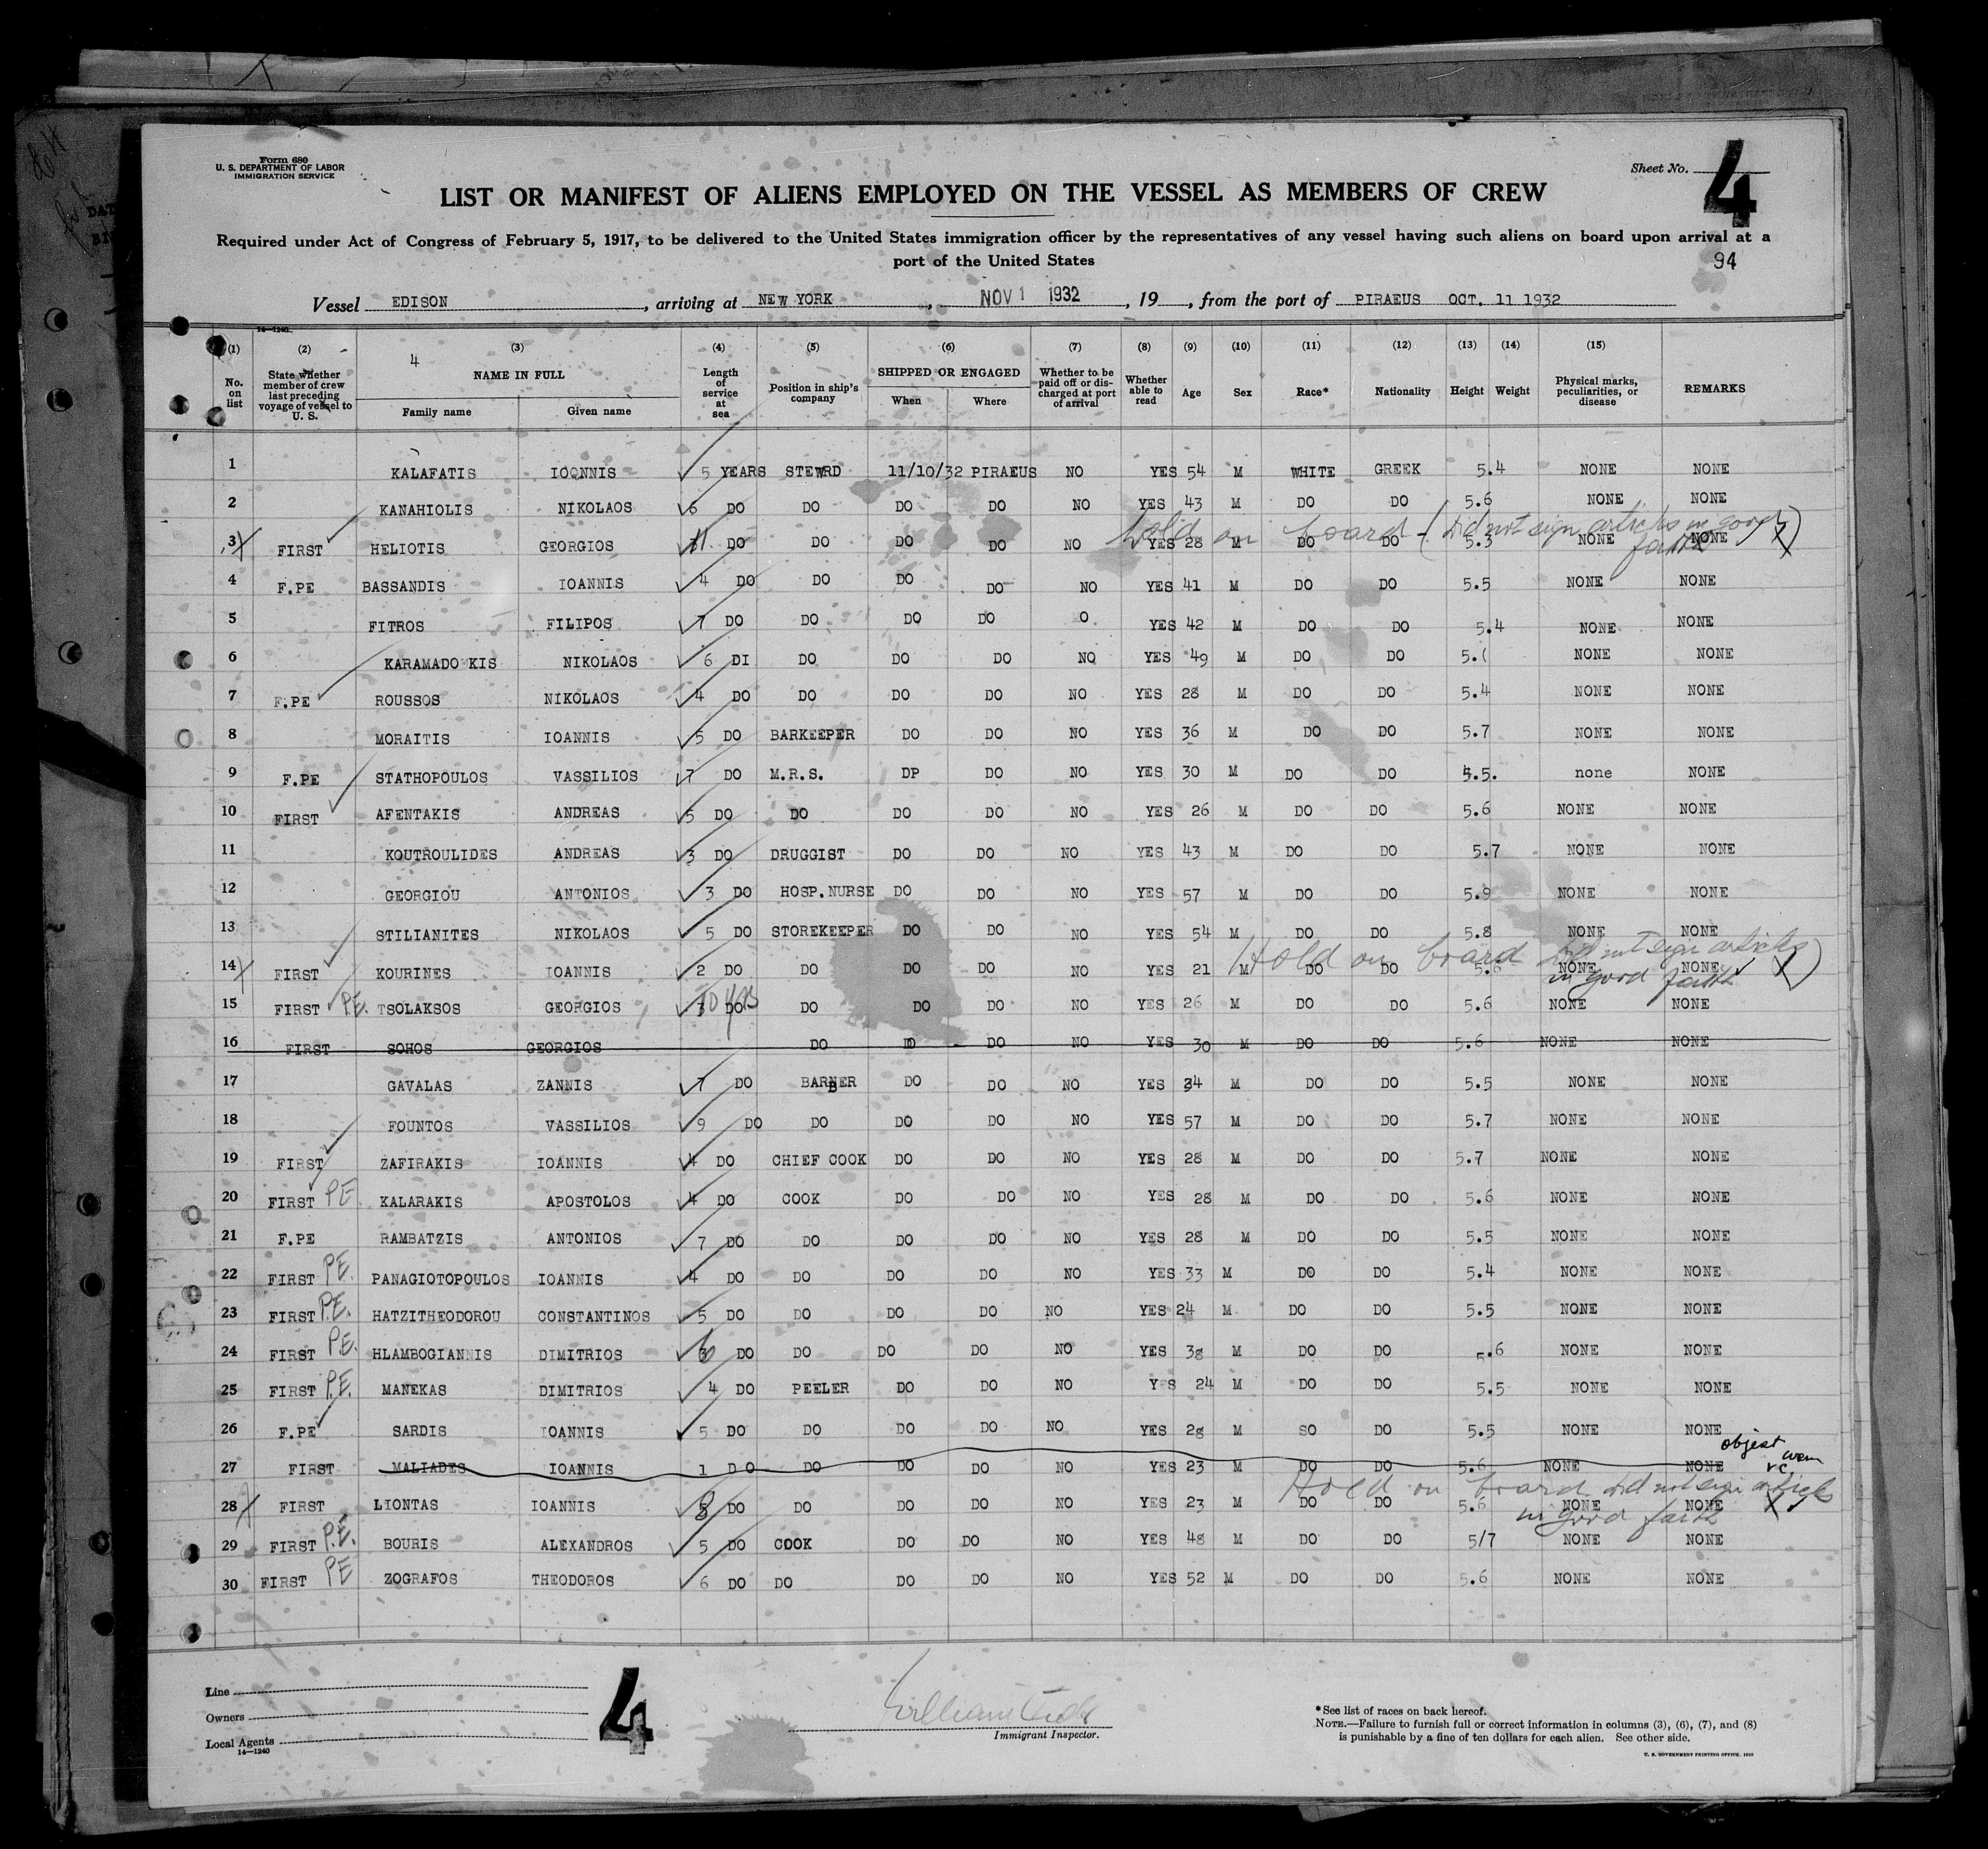 Form 680
U. S. DEPARTMENT OF LABOR
IMMIGRATION SERVICE
Sheet No. 4
LIST OR MANIFEST OF ALIENS EMPLOYED ON THE VESSEL AS MEMBERS OF CREW
Required under Act of Congress of February 5, 1917, to be delivered to the United States immigration officer by the representatives of any vessel having such aliens on board upon arrival at a
port of the United States
94
Vessel EDISON, arriving at NEW YORK, NOV 1 1932, 19, from the port of PIRAEUS OCT. 11 1932
14—1240
(1) (2) (3) (4) (5) (6) (7) (8) (9) (10) (11) (12) (13) (14) (15)
4
No. on list State whether member of crew last preceding voyage of vessel to U. S. NAME IN FULL Family name Given name Length of service at sea Position in ship's company SHIPPED OR ENGAGED When Where Whether to be paid off or discharged at port of arrival Whether able to read Age Sex Race* Nationality Height Weight Physical marks, peculiarities, or disease REMARKS
1 KALAFATIS IOQNNIS 5 YEARS STEWRD 11/10/32 PIRAEUS NO YES 54 M WHITE GREEK 5.4 NONE NONE
2 KANAHIOLIS NIKOLAOS 6 DO DO DO DO NO YES 43 M DO DO 5.6 NONE NONE
Hold on board (Did not sign articles in good faith)
3 FIRST HELIOTIS GEORGIOS 11 DO DO DO DO NO YES 28 M DO DO 5.3 NONE NONE
4 F.PE BASSANDIS IOANNIS 4 DO DO DO DO NO YES 41 M DO DO 5.5 NONE NONE
5 FITROS FILIPOS 7 DO DO DO DO O YES 42 M DO DO 5.4 NONE NONE
6 KARAMADO KIS NIKOLAOS 6 DI DO DO DO NO YES 49 M DO DO 5.( NONE NONE
7 F.PE ROUSSOS NIKOLAOS 4 DO DO DO DO NO YES 28 M DO DO 5.4 NONE NONE
8 MORAITIS IOANNIS 5 DO BARKEEPER DO DO NO YES 36 M DO DO 5.7 NONE NONE
9 F.PE STATHOPOULOS VASSILIOS 7 DO M.R.S. DP DO NO YES 30 M DO DO 5.5. none NONE
10 FIRST AFENTAKIS ANDREAS 5 DO DO DO DO NO YES 26 M DO DO 5.6 NONE NONE
11 KOUTROULIDES ANDREAS 3 DO DRUGGIST DO DO NO YES 43 M DO DO 5.7 NONE NONE
12 GEORGIOU ANTONIOS 3 DO HOSP.NURSE DO DO NO YES 57 M DO DO 5.9 NONE NONE
13 STILIANITES NIKOLAOS 5 DO STOREKEEPER DO DO NO YES 54 M DO DO 5.8 NONE NONE
Hold on board Did not sign articles in good faith)
14 FIRST KOURINES IOANNIS 2 DO DO DO DO NO YES 21 M DO DO 5.6 NONE NONE
15 FIRST P.E. TSOLAKSOS GEORGIOS 10 yrs DO DO DO DO NO YES 26 M DO DO 5.6 NONE NONE
16 FIRST SOHOS GEORGIOS DO DO DO NO YES 30 M DO DO 5.6 NONE NONE
17 GAVALAS ZANNIS 7 DO BARBER DO DO NO YES 34 M DO DO 5.5 NONE NONE
18 FOUNTOS VASSILIOS 9 DO DO DO DO NO YES 57 M DO DO 5.7 NONE NONE
19 FIRST ZAFIRAKIS IOANNIS 4 DO CHIEF COOK DO DO NO YES 28 M DO DO 5.7 NONE NONE
20 FIRST P.E. KALARAKIS APOSTOLOS 4 DO COOK DO DO NO YES 28 M DO DO 5.6 NONE NONE
21 F.PE RAMBATZIS ANTONIOS 7 DO DO DO DO NO YES 28 M DO DO 5.5 NONE NONE
22 FIRST P.E. PANAGIOTOPOULOS IOANNIS 4 DO DO DO DO NO YES 33 M DO DO 5.4 NONE NONE
23 FIRST P.E. HATZITHEODOROU CONSTANTINOS 5 DO DO DO DO NO YES 24 M DO DO 5.5 NONE NONE
24 FIRST P.E. HLAMBOGIANNIS DIMITRIOS 6 DO DO DO DO NO YES 38 M DO DO 5.6 NONE NONE
25 FIRST P.E. MANEKAS DIMITRIOS 4 DO PEELER DO DO NO YES 24 M DO DO 5.5 NONE NONE
26 F.PE SARDIS IOANNIS 5 DO DO DO DO NO YES 28 M SO DO 5.5 NONE NONE
27 FIRST MALIADES IOANNIS 1 D O DO DO DO NO YES 23 M DO DO 5.6 NONE NONE
Hold on board did not sign articles in good faith
28 FIRST LIONTAS IOANNIS 8 DO DO DO DO NO YES 23 M DO DO 5.6 NONE NONE
29 FIRST P.E. BOURIS ALEXANDROS 5 DO COOK DO DO NO YES 48 M DO DO 5/7 NONE NONE
30 FIRST PE ZOGRAFOS THEODOROS 6 DO DO DO DO NO YES 52 M DO DO 5.6 NONE NONE
Line
Owners
Local Agents
14—1240
4
Immigrant Inspector.
*See list of races on back hereof.
NOTE.—Failure to furnish full or correct information in columns (3), (6), (7), and (8)
is punishable by a fine of ten dollars for each alien. See other side.